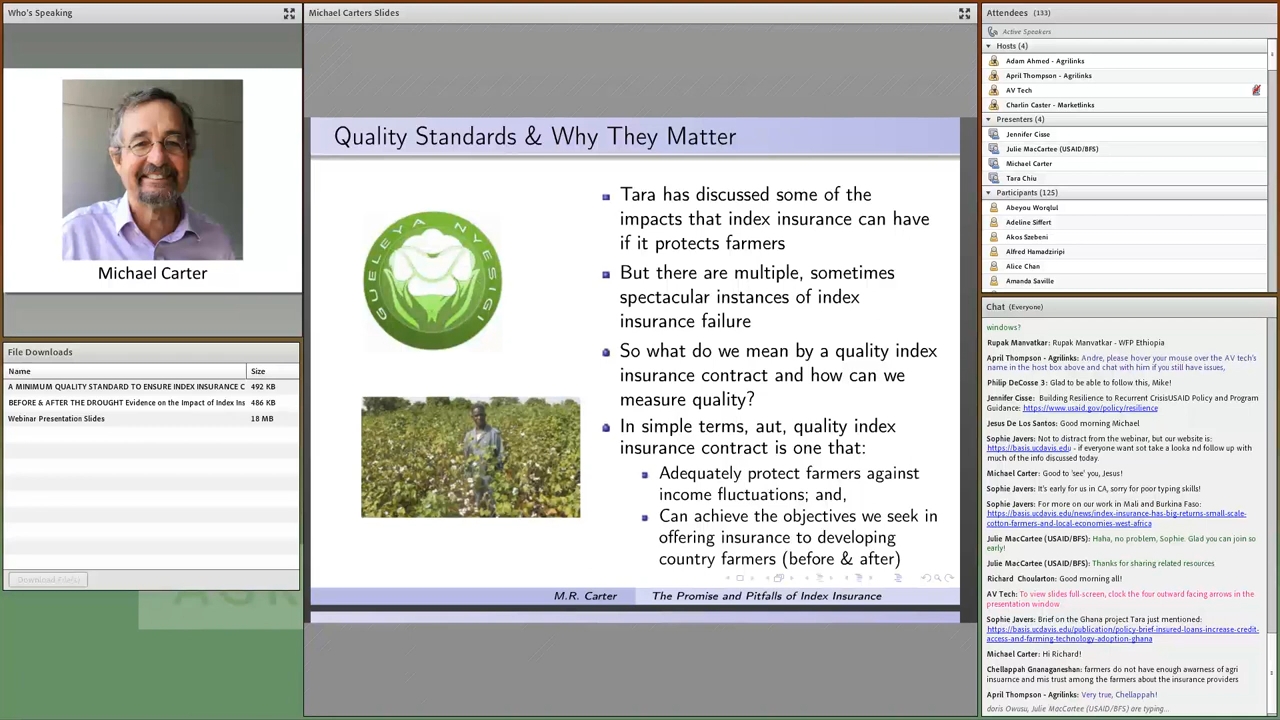 Who's Speaking
Michael Carter
File Downloads
Name
Size
A MINIMUM QUALITY STANDARD TO ENSURE INDEX INSURANCE C
492 KB
BEFORE & AFTER THE DROUGHT Evidence on the Impact of Index Ins
486 KB
Webinar Presentation Slides
18 MB
Download File(s)
Michael Carters Slides
Quality Standards & Why They Matter
GUELEYA NYESIGI
Tara has discussed some of the
impacts that index insurance can have
if it protects farmers
But there are multiple, sometimes
spectacular instances of index
insurance failure
So what do we mean by a quality index
insurance contract and how can we
measure quality?
In simple terms, aut, quality index
insurance contract is one that:
Adequately protect farmers against
income fluctuations; and,
Can achieve the objectives we seek in
offering insurance to developing
country farmers (before & after)
M.R. Carter
The Promise and Pitfalls of Index Insurance
Attendees (133)
Active Speakers
Hosts (4)
Adam Ahmed - Agrilinks
April Thompson - Agrilinks
AV Tech
Charlin Caster - Marketlinks
Presenters (4)
Jennifer Cisse
Julie MacCartee (USAID/BFS)
Michael Carter
Tara Chiu
Participants (125)
Abeyou Worqlul
Adeline Siffert
Akos Szebeni
Alfred Hamadziripi
Alice Chan
Amanda Saville
Chat (Everyone)
windows?
Rupak Manvatkar: Rupak Manvatkar - WFP Ethiopia
April Thompson - Agrilinks: Andre, please hover your mouse over the AV tech's
name in the host box above and chat with him if you still have issues,
Philip DeCosse 3: Glad to be able to follow this, Mike!
Jennifer Cisse: Building Resilience to Recurrent CrisisUSAID Policy and Program
Guidance: https://www.usaid.gov/policy/resilience
Jesus De Los Santos: Good morning Michael
Sophie Javers: Not to distract from the webinar, but our website is:
https://basis.ucdavis.edu - if everyone want sot take a looka nd follow up with
much of the info discussed today.
Michael Carter: Good to 'see' you, Jesus!
Sophie Javers: It's early for us in CA, sorry for poor typing skills!
Sophie Javers: For more on our work in Mali and Burkina Faso:
https://basis.ucdavis.edu/news/index-insurance-has-big-returns-small-scale-
cotton-farmers-and-local-economies-west-africa
Julie MacCartee (USAID/BFS): Haha, no problem, Sophie. Glad you can join so
early!
Julie MacCartee (USAID/BFS): Thanks for sharing related resources
Richard Choularton: Good morning all!
AV Tech: To view slides full-screen, clock the four outward facing arrows in the
presentation window
Sophie Javers: Brief on the Ghana project Tara just mentioned:
https://basis.ucdavis.edu/publication/policy-brief-insured-loans-increase-credit-
access-and-farming-technology-adoption-ghana
Michael Carter: Hi Richard!
Chellappah Gnanaganeshan: farmers do not have enough awarness of agri
insuarnce and mis trust among the farmers about the insurance providers
April Thompson - Agrilinks: Very true, Chellappah!
doris Owusu, Julie MacCartee (USAID/BFS) are typing...